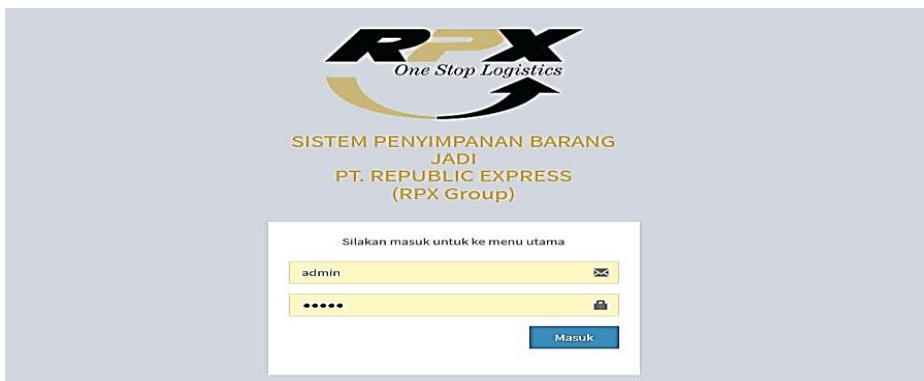 RPX
One Stop Logistics
SISTEM PENYIMPANAN BARANG
JADI
PT. REPUBLIC EXPRESS
(RPX Group)
Silakan masuk untuk ke menu utama
admin
•••••
Masuk